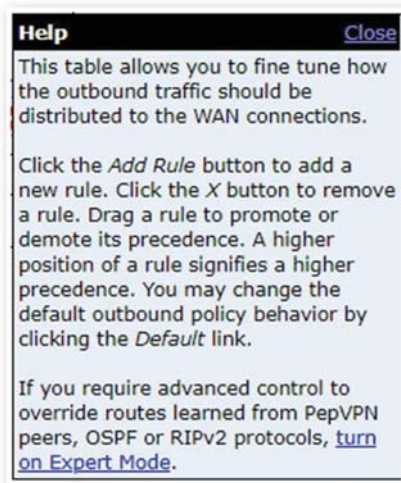 Help Close
This table allows you to fine tune how
the outbound traffic should be
distributed to the WAN connections.
Click the Add Rule button to add a
new rule. Click the X button to remove
a rule. Drag a rule to promote or
demote its precedence. A higher
position of a rule signifies a higher
precedence. You may change the
default outbound policy behavior by
clicking the Default link.
If you require advanced control to
override routes learned from PepVPN
peers, OSPF or RIPv2 protocols, turn
on Expert Mode.